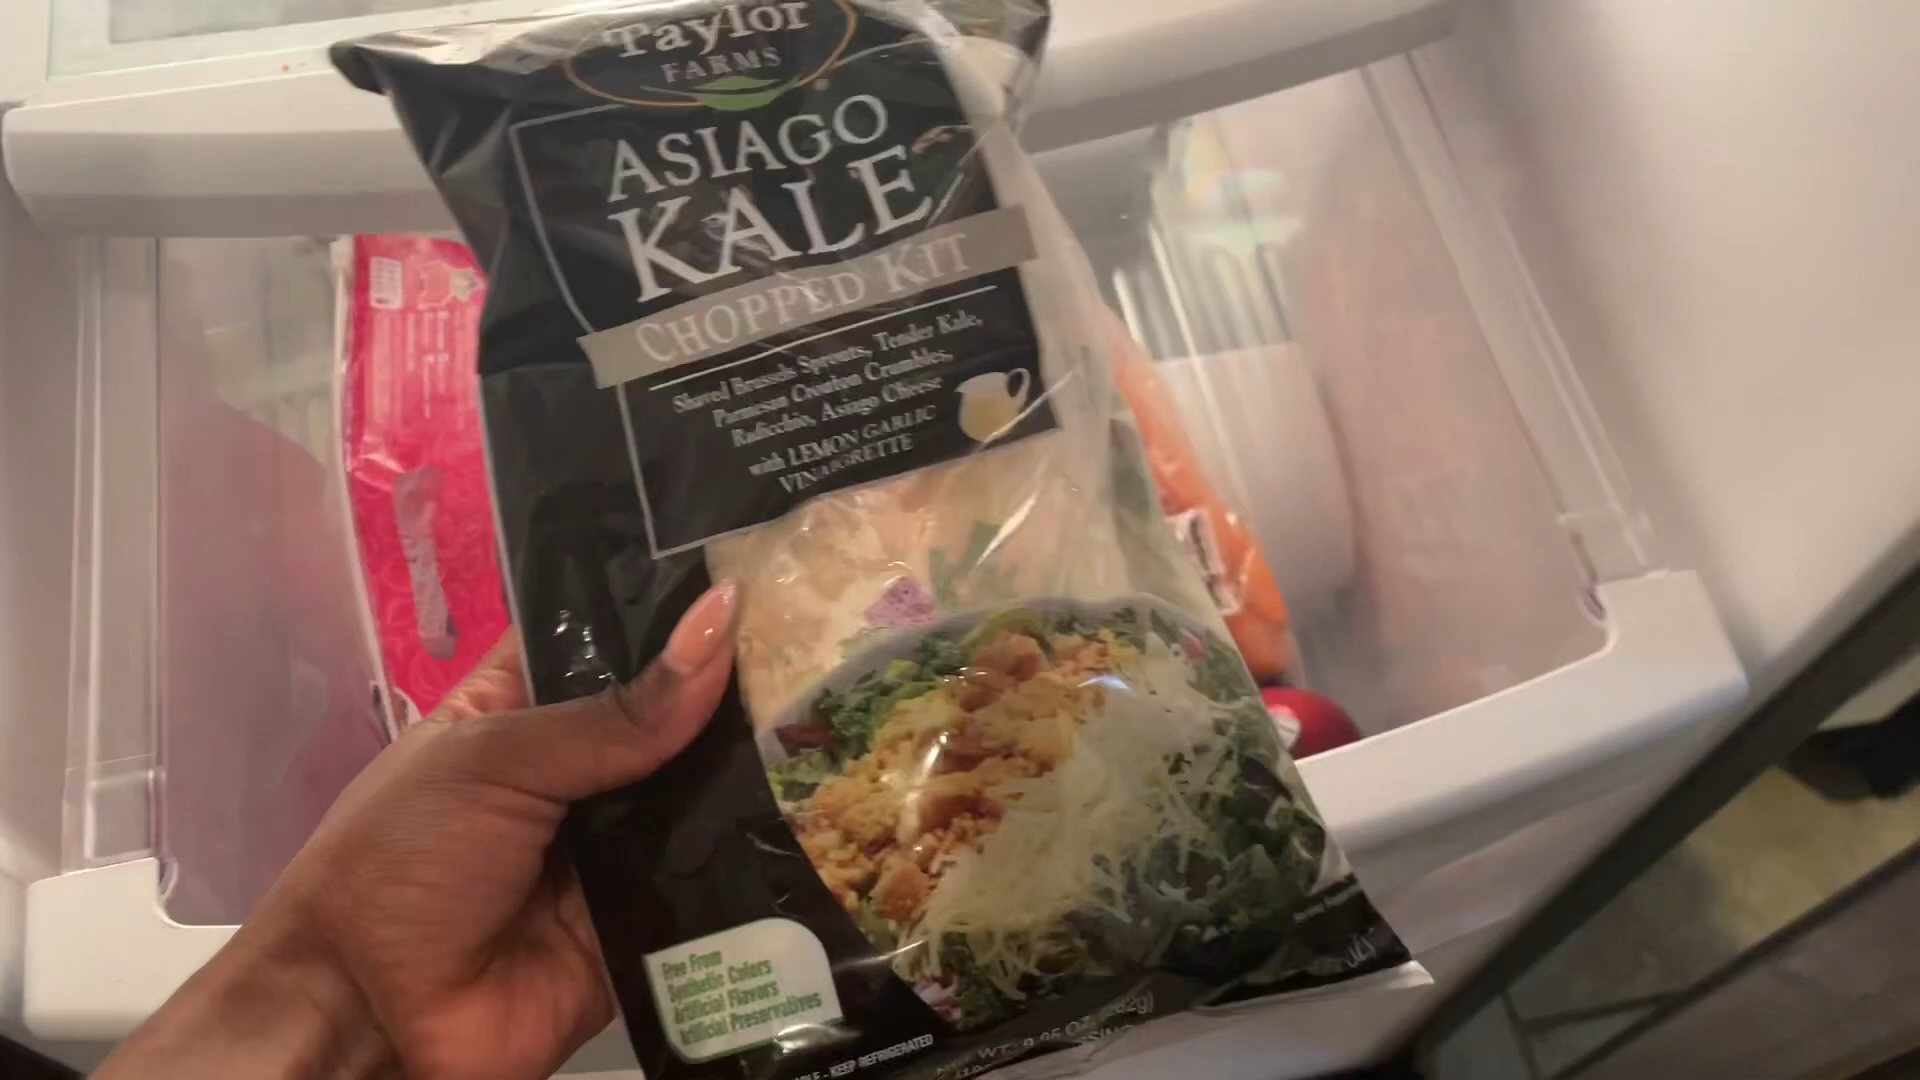 Taylor
FARMS
ASIAGO
KALE
CHOPPED KIT
Shaved Brussels Sprouts, Tender Kale,
Parmesan Crouton Crumbles,
Radicchio, Asiago Cheese
with LEMON GARLIC
VINAIGRETTE
Free From
Synthetic Colors
Artificial Flavors
Artificial Preservatives
KEEP REFRIGERATED